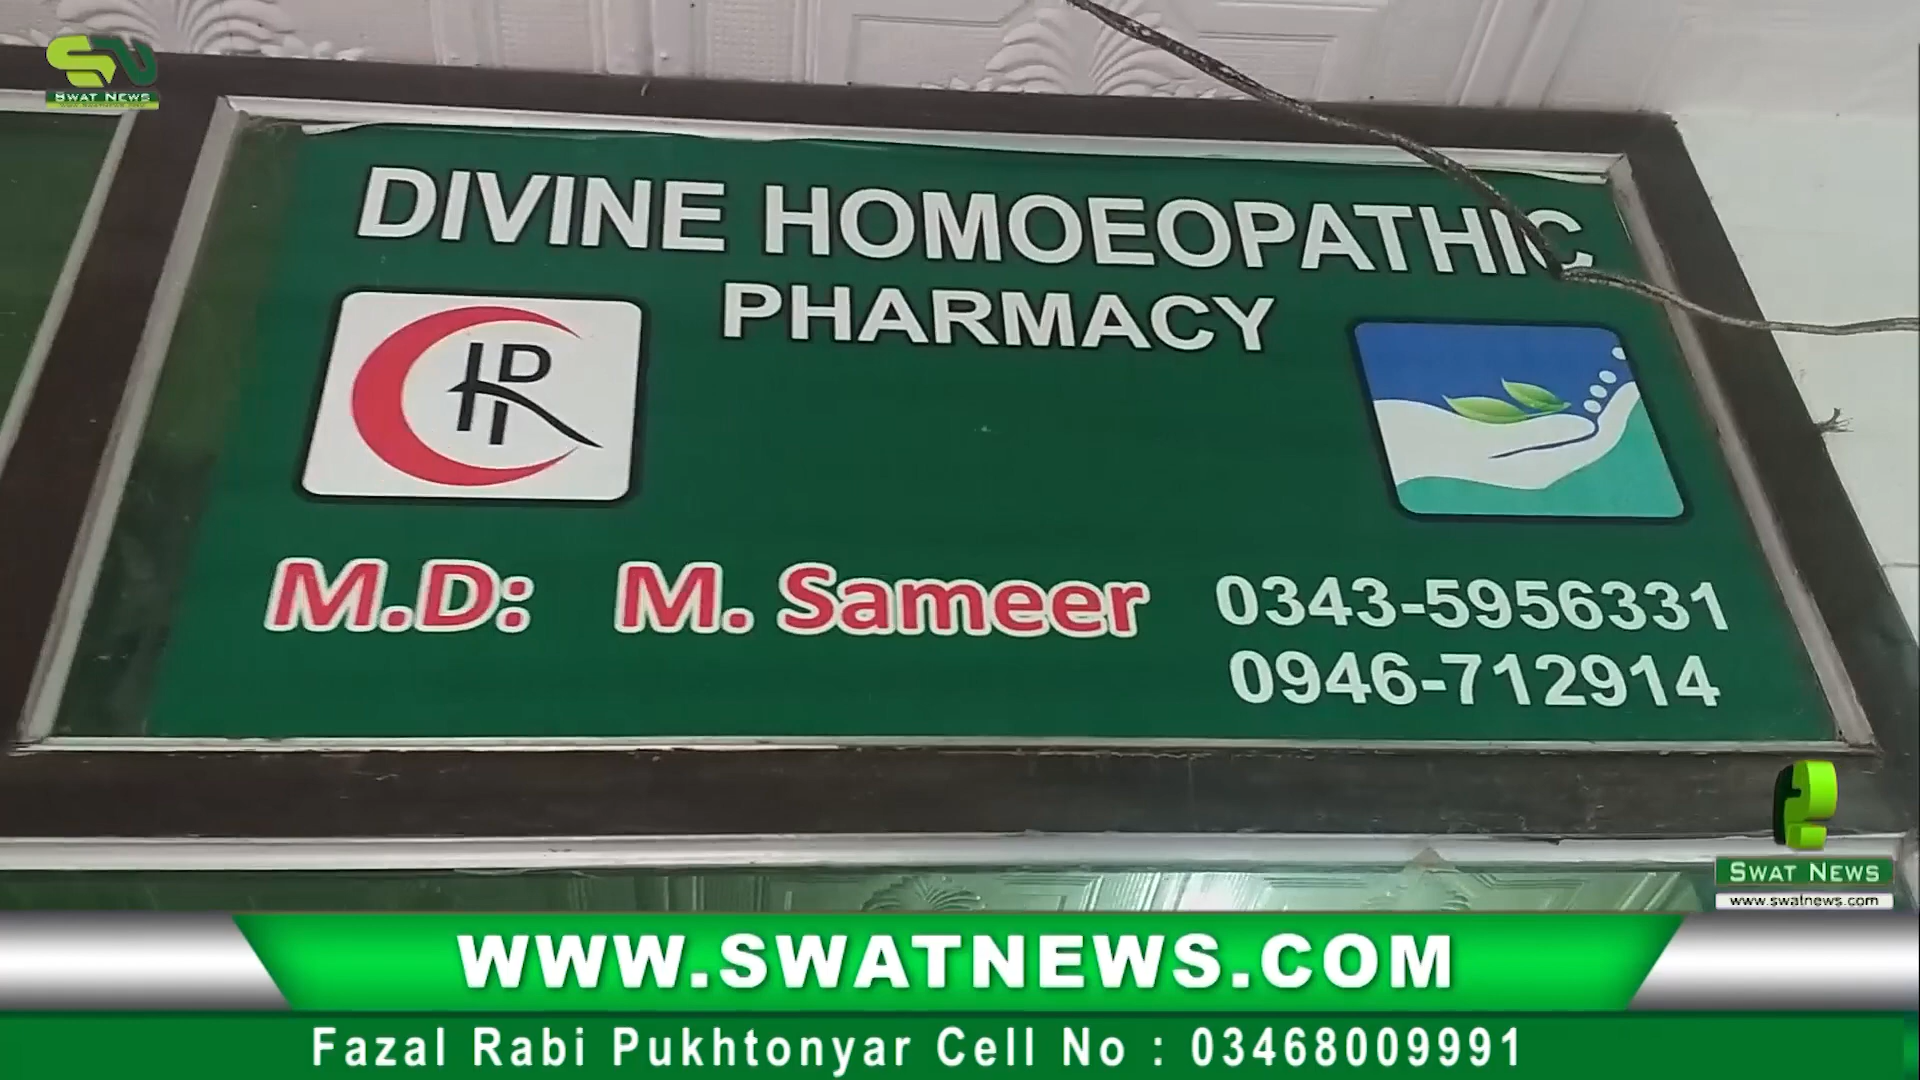 SWAT NEWS
DIVINE HOMOEOPATHIC
PHARMACY
HR
M.D: M. Sameer 0343-5956331
0946-712914
SWAT NEWS
www.swatnews.com
WWW.SWATNEWS.COM
Fazal Rabi Pukhtonyar Cell No : 03468009991